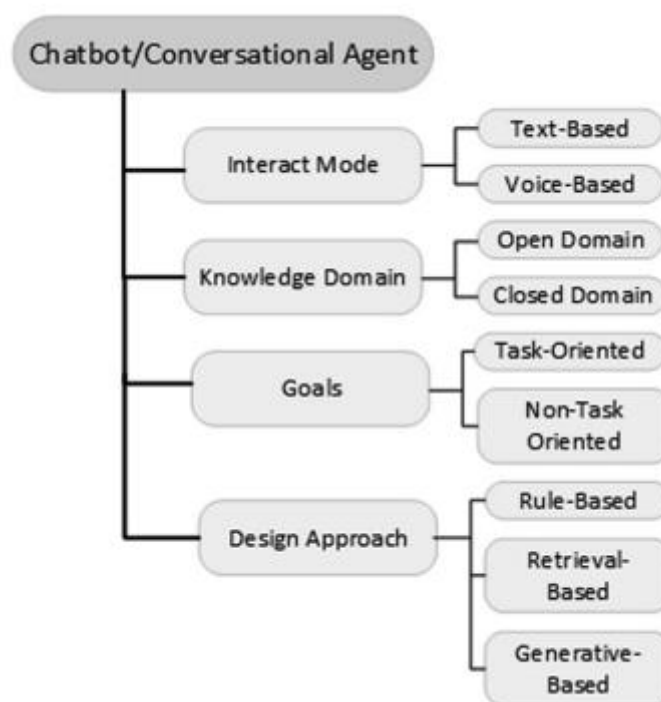 Chatbot/Conversational Agent
Interact Mode
Text-Based
Voice-Based
Knowledge Domain
Open Domain
Closed Domain
Goals
Task-Oriented
Non-Task
Oriented
Design Approach
Rule-Based
Retrieval-
Based
Generative-
Based